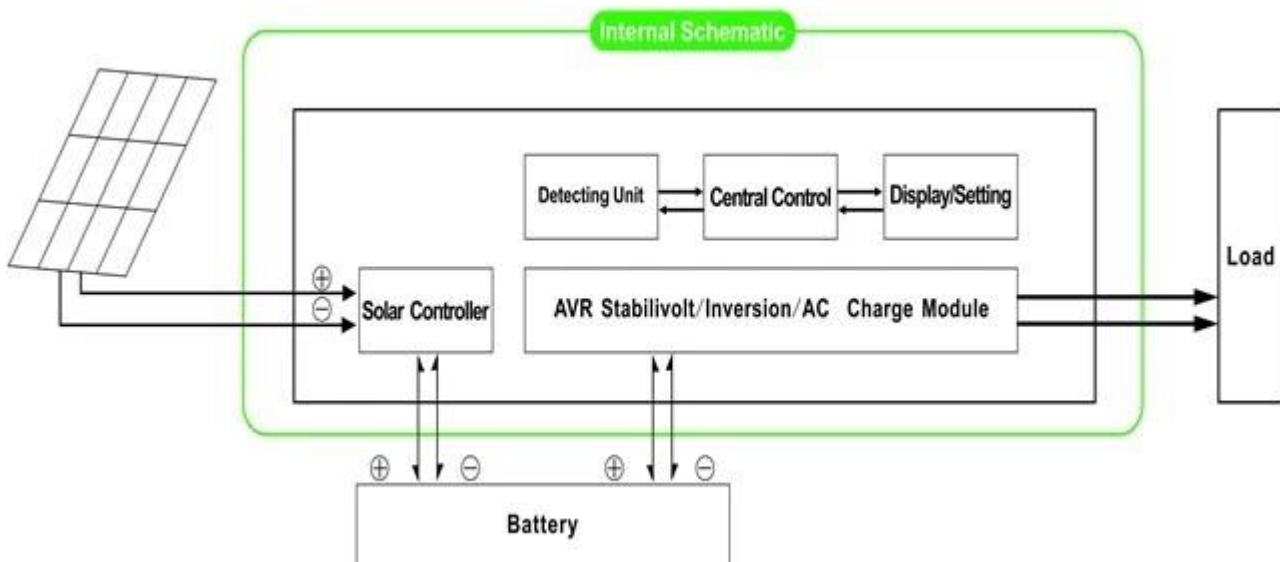 Internal Schematic
Detecting Unit
Central Control
Display/Setting
Load
⊕
⊖
Solar Controller
AVR Stabilivolt/Inversion/AC Charge Module
⊕ ⊖ ⊕ ⊖
Battery